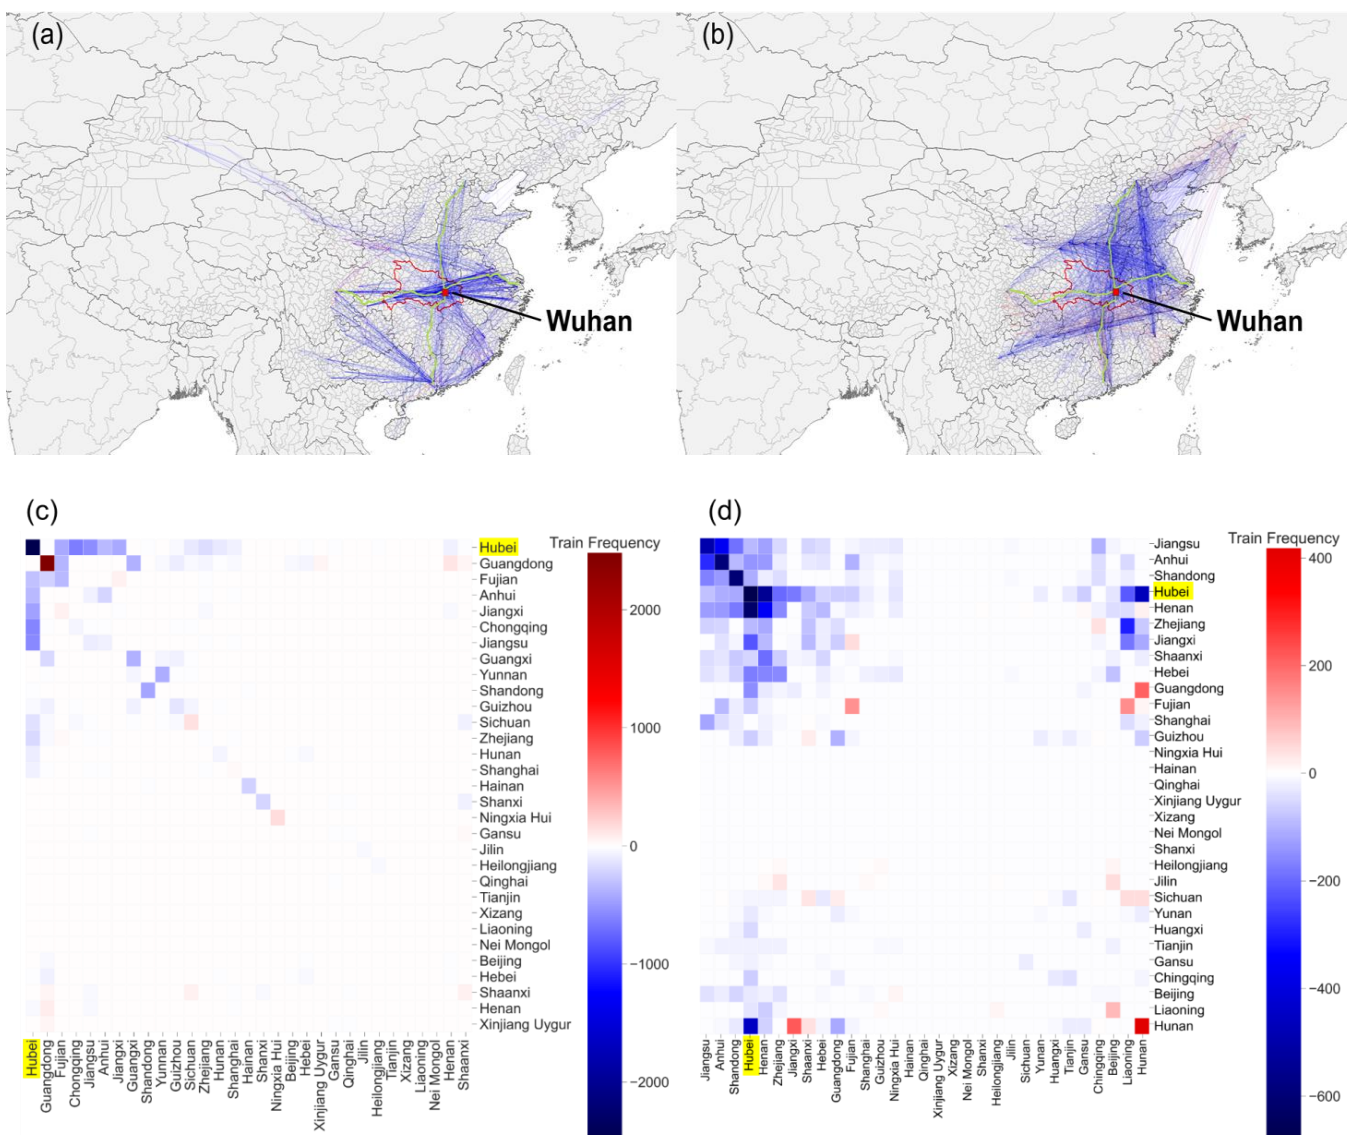 (a)
(b)
Wuhan
Wuhan
(c)
Train Frequency
Hubei
Guangdong
Fujian
Anhui
Jiangxi
Chongqing
Jiangsu
Guangxi
Yunnan
Shandong
Guizhou
Sichuan
Zhejiang
Hunan
Shanghai
Hainan
Shanxi
Ningxia Hui
Gansu
Jilin
Heilongjiang
Qinghai
Tianjin
Xizang
Liaoning
Nei Mongol
Beijing
Hebei
Shaanxi
Henan
Xinjiang Uygur
2000
1000
0
−1000
−2000
Hubei
Guangdong
Fujian
Chongqing
Jiangsu
Anhui
Jiangxi
Guangxi
Shandong
Yunnan
Guizhou
Sichuan
Zhejiang
Hunan
Shanghai
Hainan
Shanxi
Ningxia Hui
Beijing
Hebei
Xinjiang Uygur
Gansu
Qinghai
Jilin
Heilongjiang
Tianjin
Xizang
Liaoning
Nei Mongol
Henan
Shaanxi
(d)
Train Frequency
Jiangsu
Anhui
Shandong
Hubei
Henan
Zhejiang
Jiangxi
Shaanxi
Hebei
Guangdong
Fujian
Shanghai
Guizhou
Ningxia Hui
Hainan
Qinghai
Xinjiang Uygur
Xizang
Nei Mongol
Shanxi
Heilongjiang
Jilin
Sichuan
Yunan
Huangxi
Tianjin
Gansu
Chingqing
Beijing
Liaoning
Hunan
400
200
0
−200
−400
−600
Jiangsu
Anhui
Shandong
Hubei
Henan
Zhejiang
Jiangxi
Shaanxi
Hebei
Guangdong
Fujian
Shanghai
Guizhou
Ningxia Hui
Hainan
Qinghai
Xinjiang Uygur
Xizang
Nei Mongol
Shanxi
Heilongjiang
Jilin
Sichuan
Yunan
Huangxi
Tianjin
Gansu
Chingqing
Beijing
Liaoning
Hunan